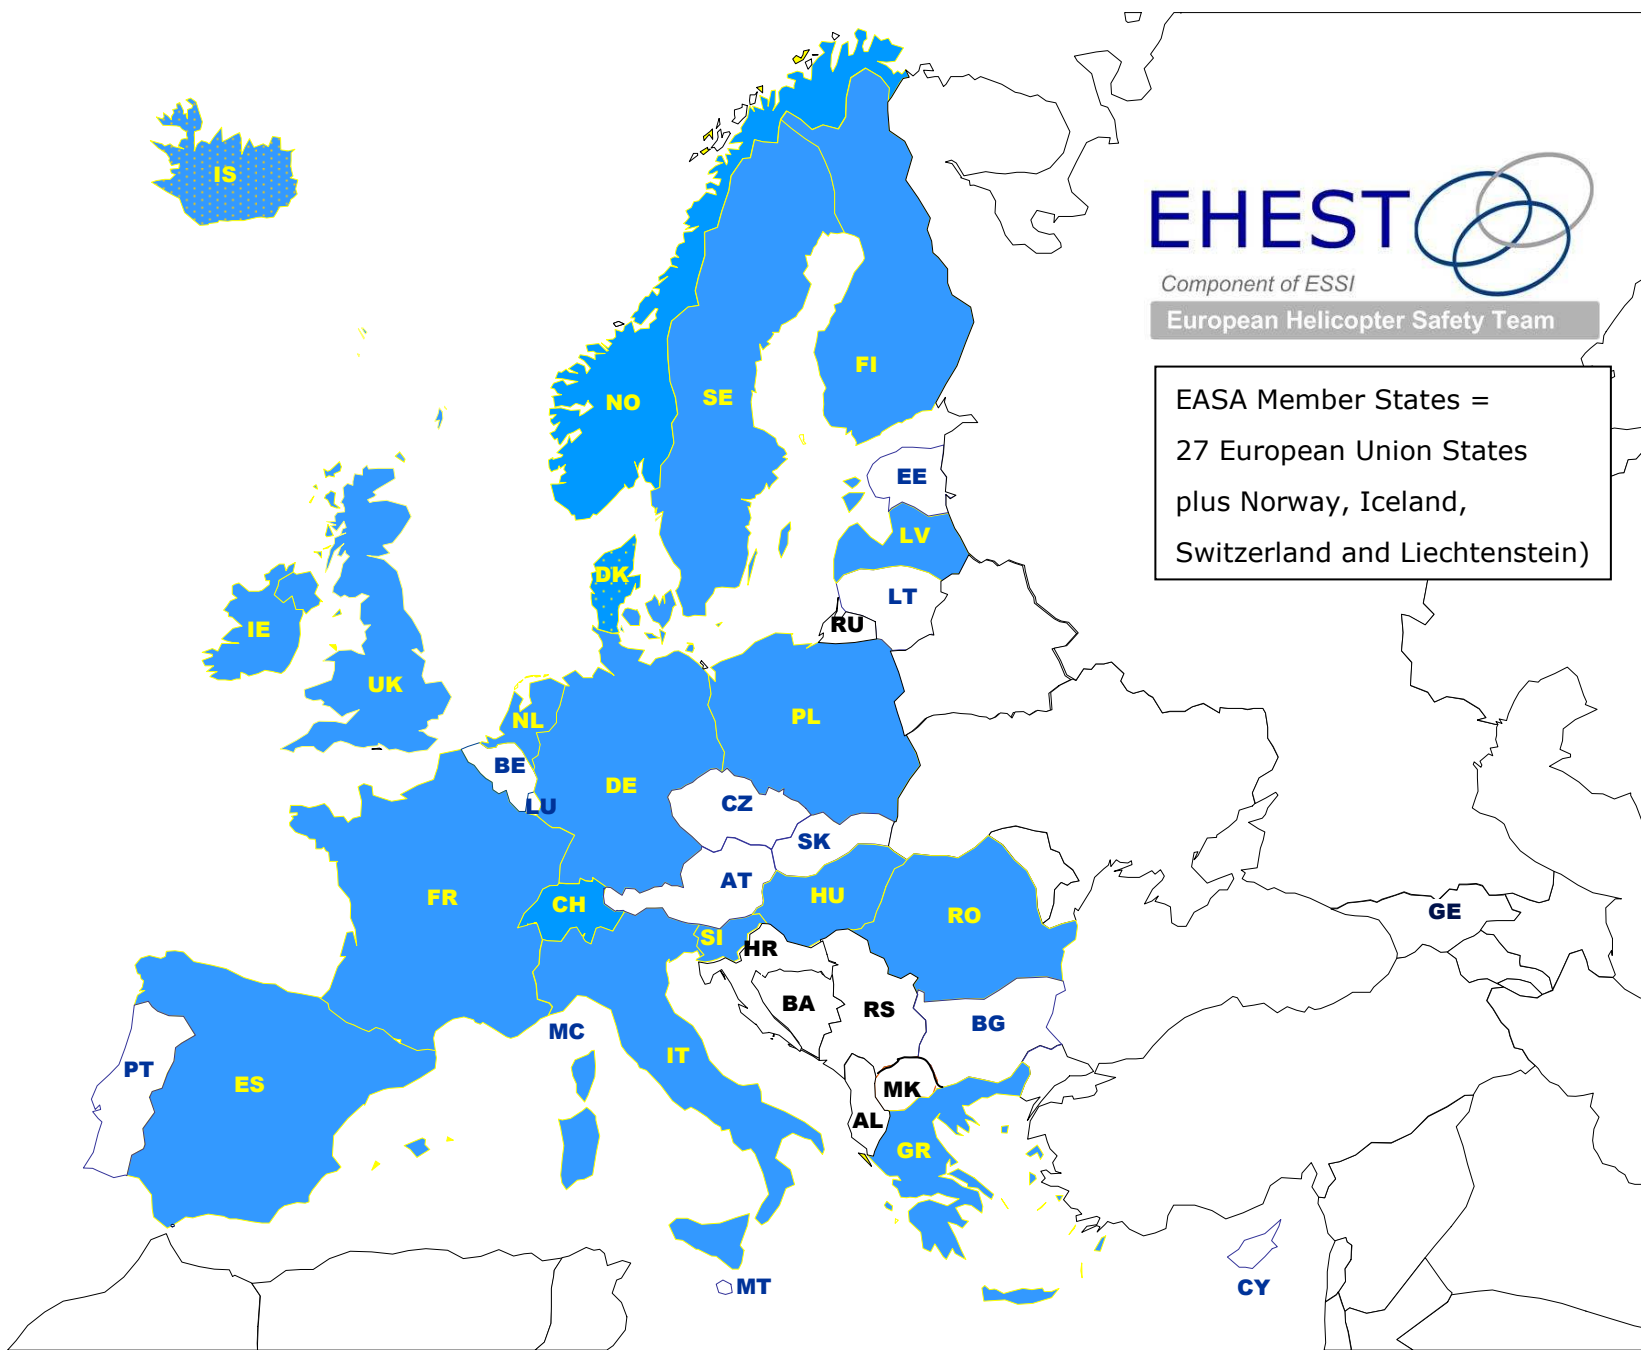 IS
EHEST
Component of ESSI
European Helicopter Safety Team
EASA Member States =
27 European Union States
plus Norway, Iceland,
Switzerland and Liechtenstein)
FI
SE
NO
EE
LV
DK
LT
RU
IE
UK
PL
NL
BE
DE
CZ
LU
SK
AT
HU
FR
CH
RO
GE
SI
HR
BA
RS
BG
MC
IT
PT
ES
MK
AL
GR
MT
CY